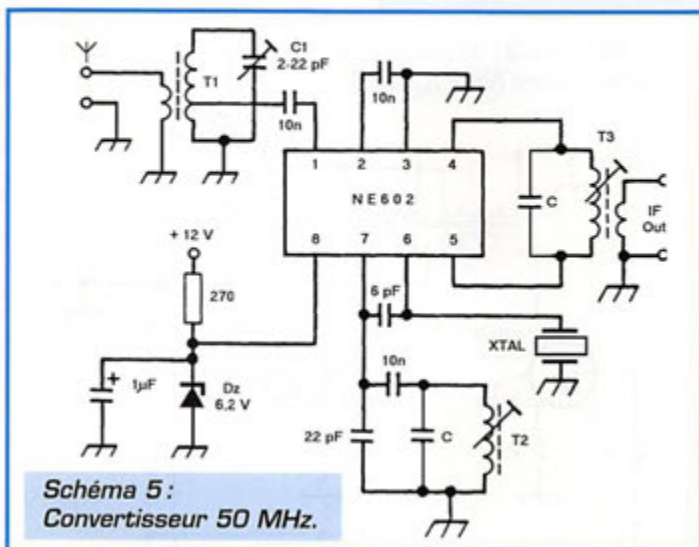 C1
2-22 pF
T1
10n
10n
1
2
3
4
NE602
8
7
6
5
T3
C
IF
Out
+ 12 V
270
6 pF
XTAL
10n
1µF
+
Dz
6,2 V
22 pF
C
T2
Schéma 5:
Convertisseur 50 MHz.